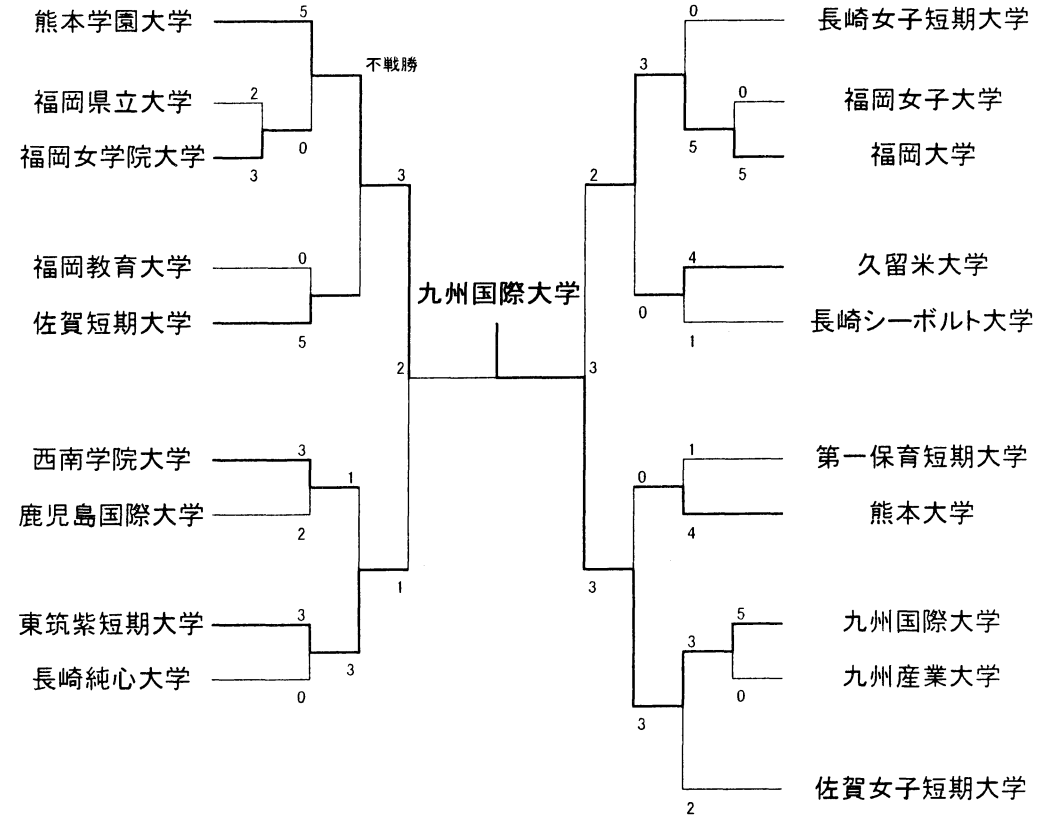 熊本学園大学
5
不戦勝
福岡県立大学
2
0
福岡女学院大学
3
3
福岡教育大学
0
佐賀短期大学
5
2
西南学院大学
3
1
鹿児島国際大学
2
1
東筑紫短期大学
3
3
長崎純心大学
0
九州国際大学
0
長崎女子短期大学
3
0
福岡女子大学
5
福岡大学
5
2
4
久留米大学
0
長崎シーボルト大学
1
3
1
第一保育短期大学
0
熊本大学
4
3
5
九州国際大学
3
九州産業大学
0
3
佐賀女子短期大学
2